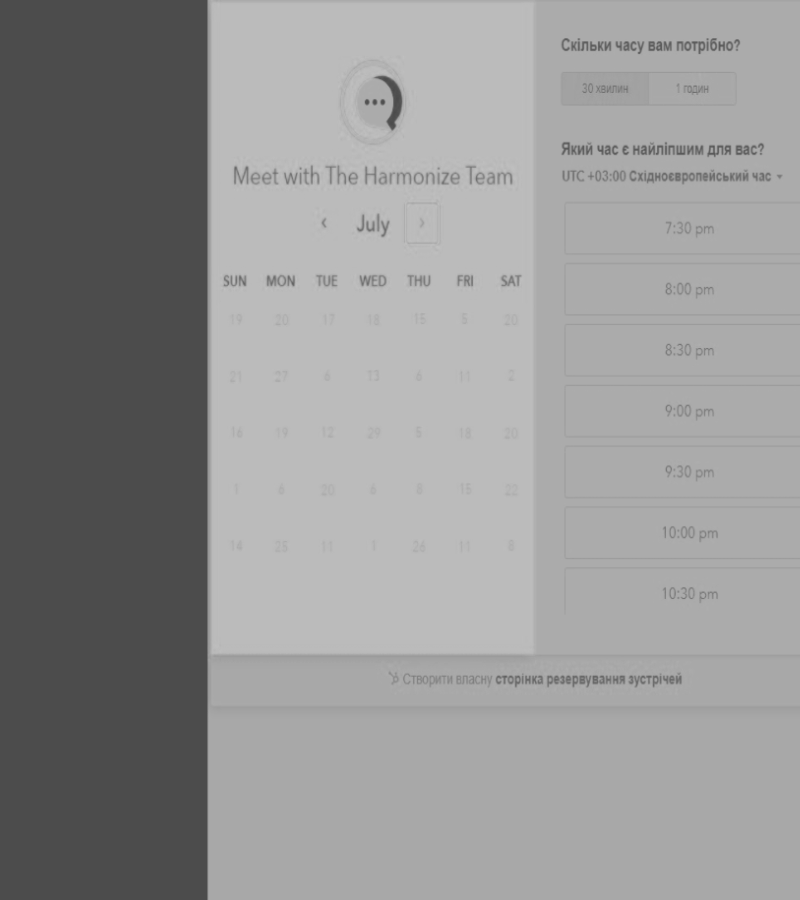 Meet with The Harmonize Team
‹ July ›
SUN MON TUE WED THU FRI SAT
19 20 17 18 15 5 20
21 27 6 13 6 11 2
16 19 12 29 5 18 20
1 6 20 6 8 15 22
14 25 11 1 26 11 8
Скільки часу вам потрібно?
30 хвилин 1 годин
Який час є найліпшим для вас?
UTC +03:00 Східноєвропейський час
7:30 pm
8:00 pm
8:30 pm
9:00 pm
9:30 pm
10:00 pm
10:30 pm
Створити власну сторінка резервування зустрічей